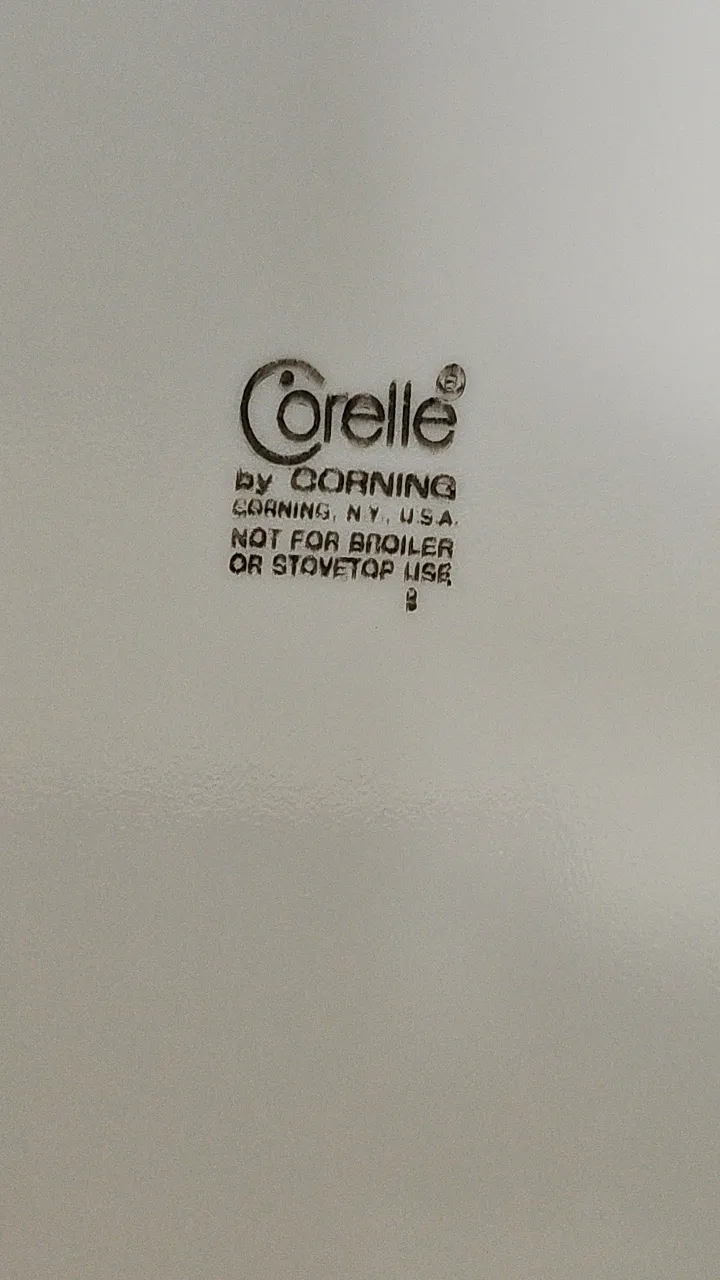 Corelle®
by CORNING
CORNING, N.Y., U.S.A.
NOT FOR BROILER
OR STOVETOP USE